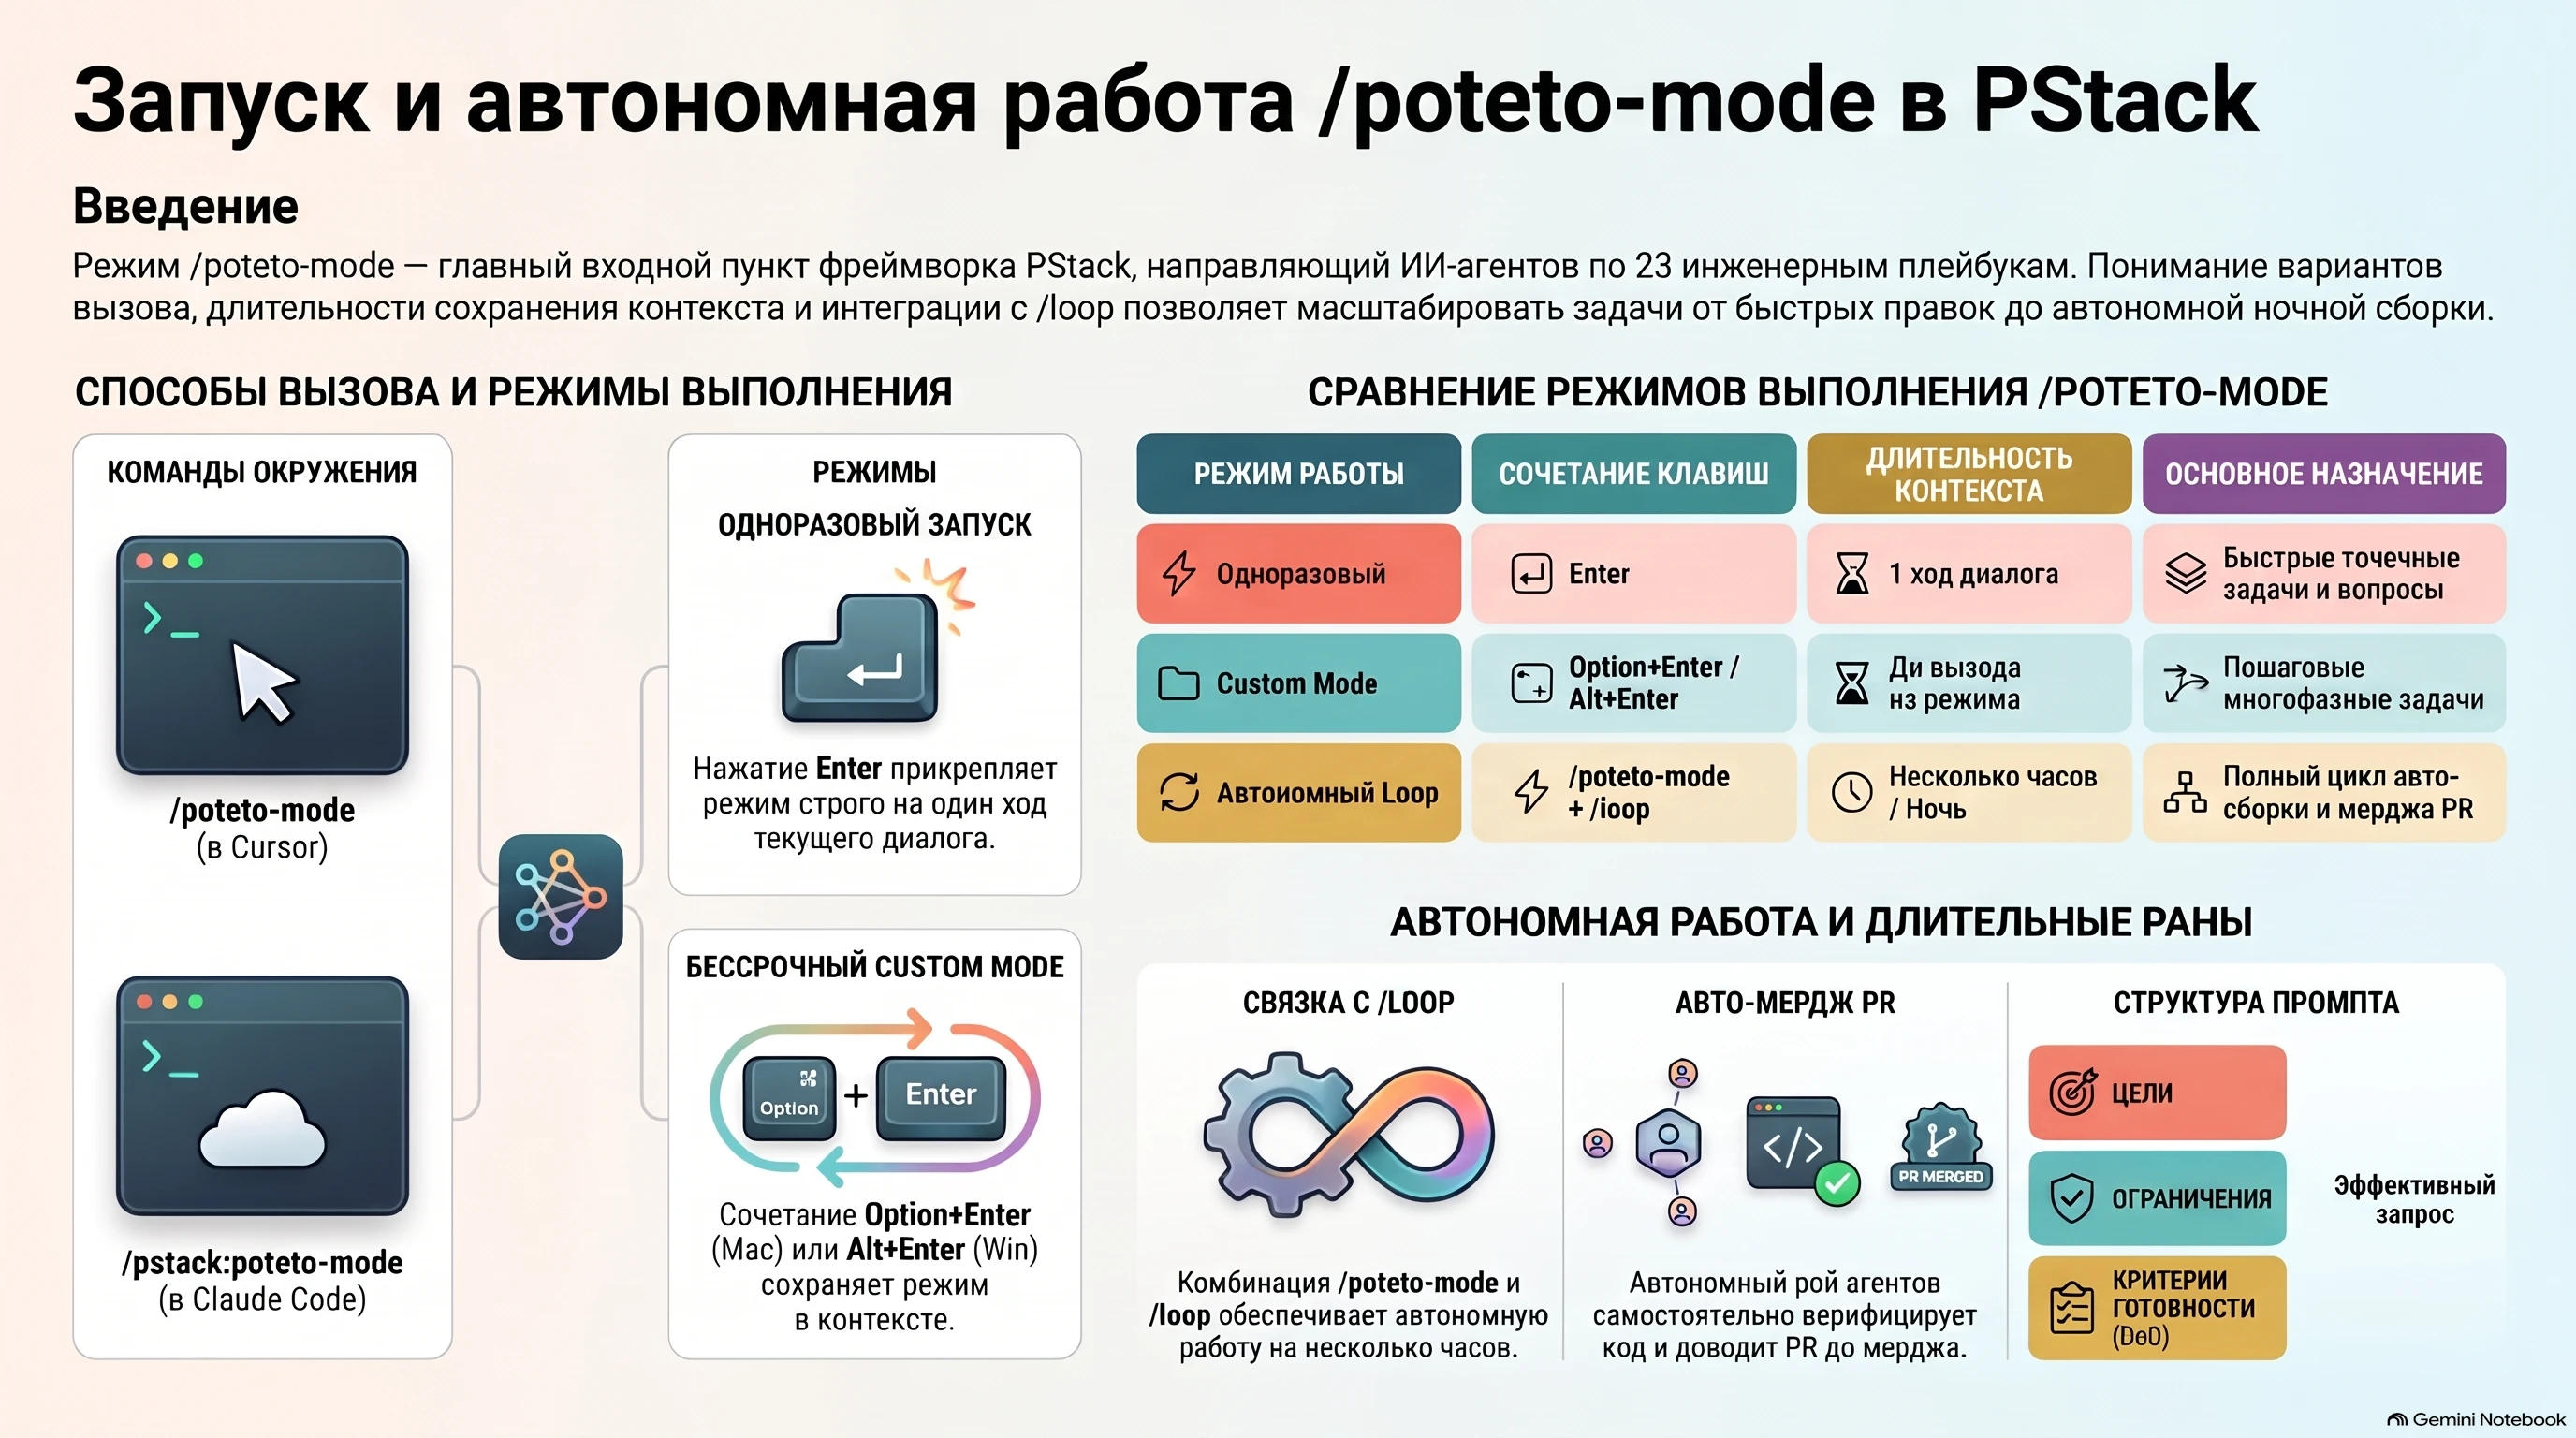 Запуск и автономная работа /poteto-mode в PStack
Введение
Режим /poteto-mode — главный входной пункт фреймворка PStack, направляющий ИИ-агентов по 23 инженерным плейбукам. Понимание вариантов
вызова, длительности сохранения контекста и интеграции с /loop позволяет масштабировать задачи от быстрых правок до автономной ночной сборки.
СПОСОБЫ ВЫЗОВА И РЕЖИМЫ ВЫПОЛНЕНИЯ
КОМАНДЫ ОКРУЖЕНИЯ
/poteto-mode
(в Cursor)
/pstack:poteto-mode
(в Claude Code)
РЕЖИМЫ
ОДНОРАЗОВЫЙ ЗАПУСК
Нажатие Enter прикрепляет
режим строго на один ход
текущего диалога.
БЕССРОЧНЫЙ CUSTOM MODE
Option + Enter
Сочетание Option+Enter
(Mac) или Alt+Enter (Win)
сохраняет режим
в контексте.
СРАВНЕНИЕ РЕЖИМОВ ВЫПОЛНЕНИЯ /POTETO-MODE
РЕЖИМ РАБОТЫ
СОЧЕТАНИЕ КЛАВИШ
ДЛИТЕЛЬНОСТЬ
КОНТЕКСТА
ОСНОВНОЕ НАЗНАЧЕНИЕ
Одноразовый
Enter
1 ход диалога
Быстрые точечные
задачи и вопросы
Custom Mode
Option+Enter /
Alt+Enter
Ди вызода
нз режима
Пошаговые
многофазные задачи
Автоиомный Loop
/poteto-mode
+ /ioop
Несколько часов
/ Ночь
Полный цикл авто-
сборки и мерджа PR
АВТОНОМНАЯ РАБОТА И ДЛИТЕЛЬНЫЕ РАНЫ
СВЯЗКА С /LOOP
Комбинация /poteto-mode и
/loop обеспечивает автономную
работу на несколько часов.
АВТО-МЕРДЖ PR
PR MERGED
Автономный рой агентов
самостоятельно верифицирует
код и доводит PR до мерджа.
СТРУКТУРА ПРОМПТА
ЦЕЛИ
ОГРАНИЧЕНИЯ
КРИТЕРИИ
ГОТОВНОСТИ
(DoD)
Эффективный
запрос
Gemini Notebook